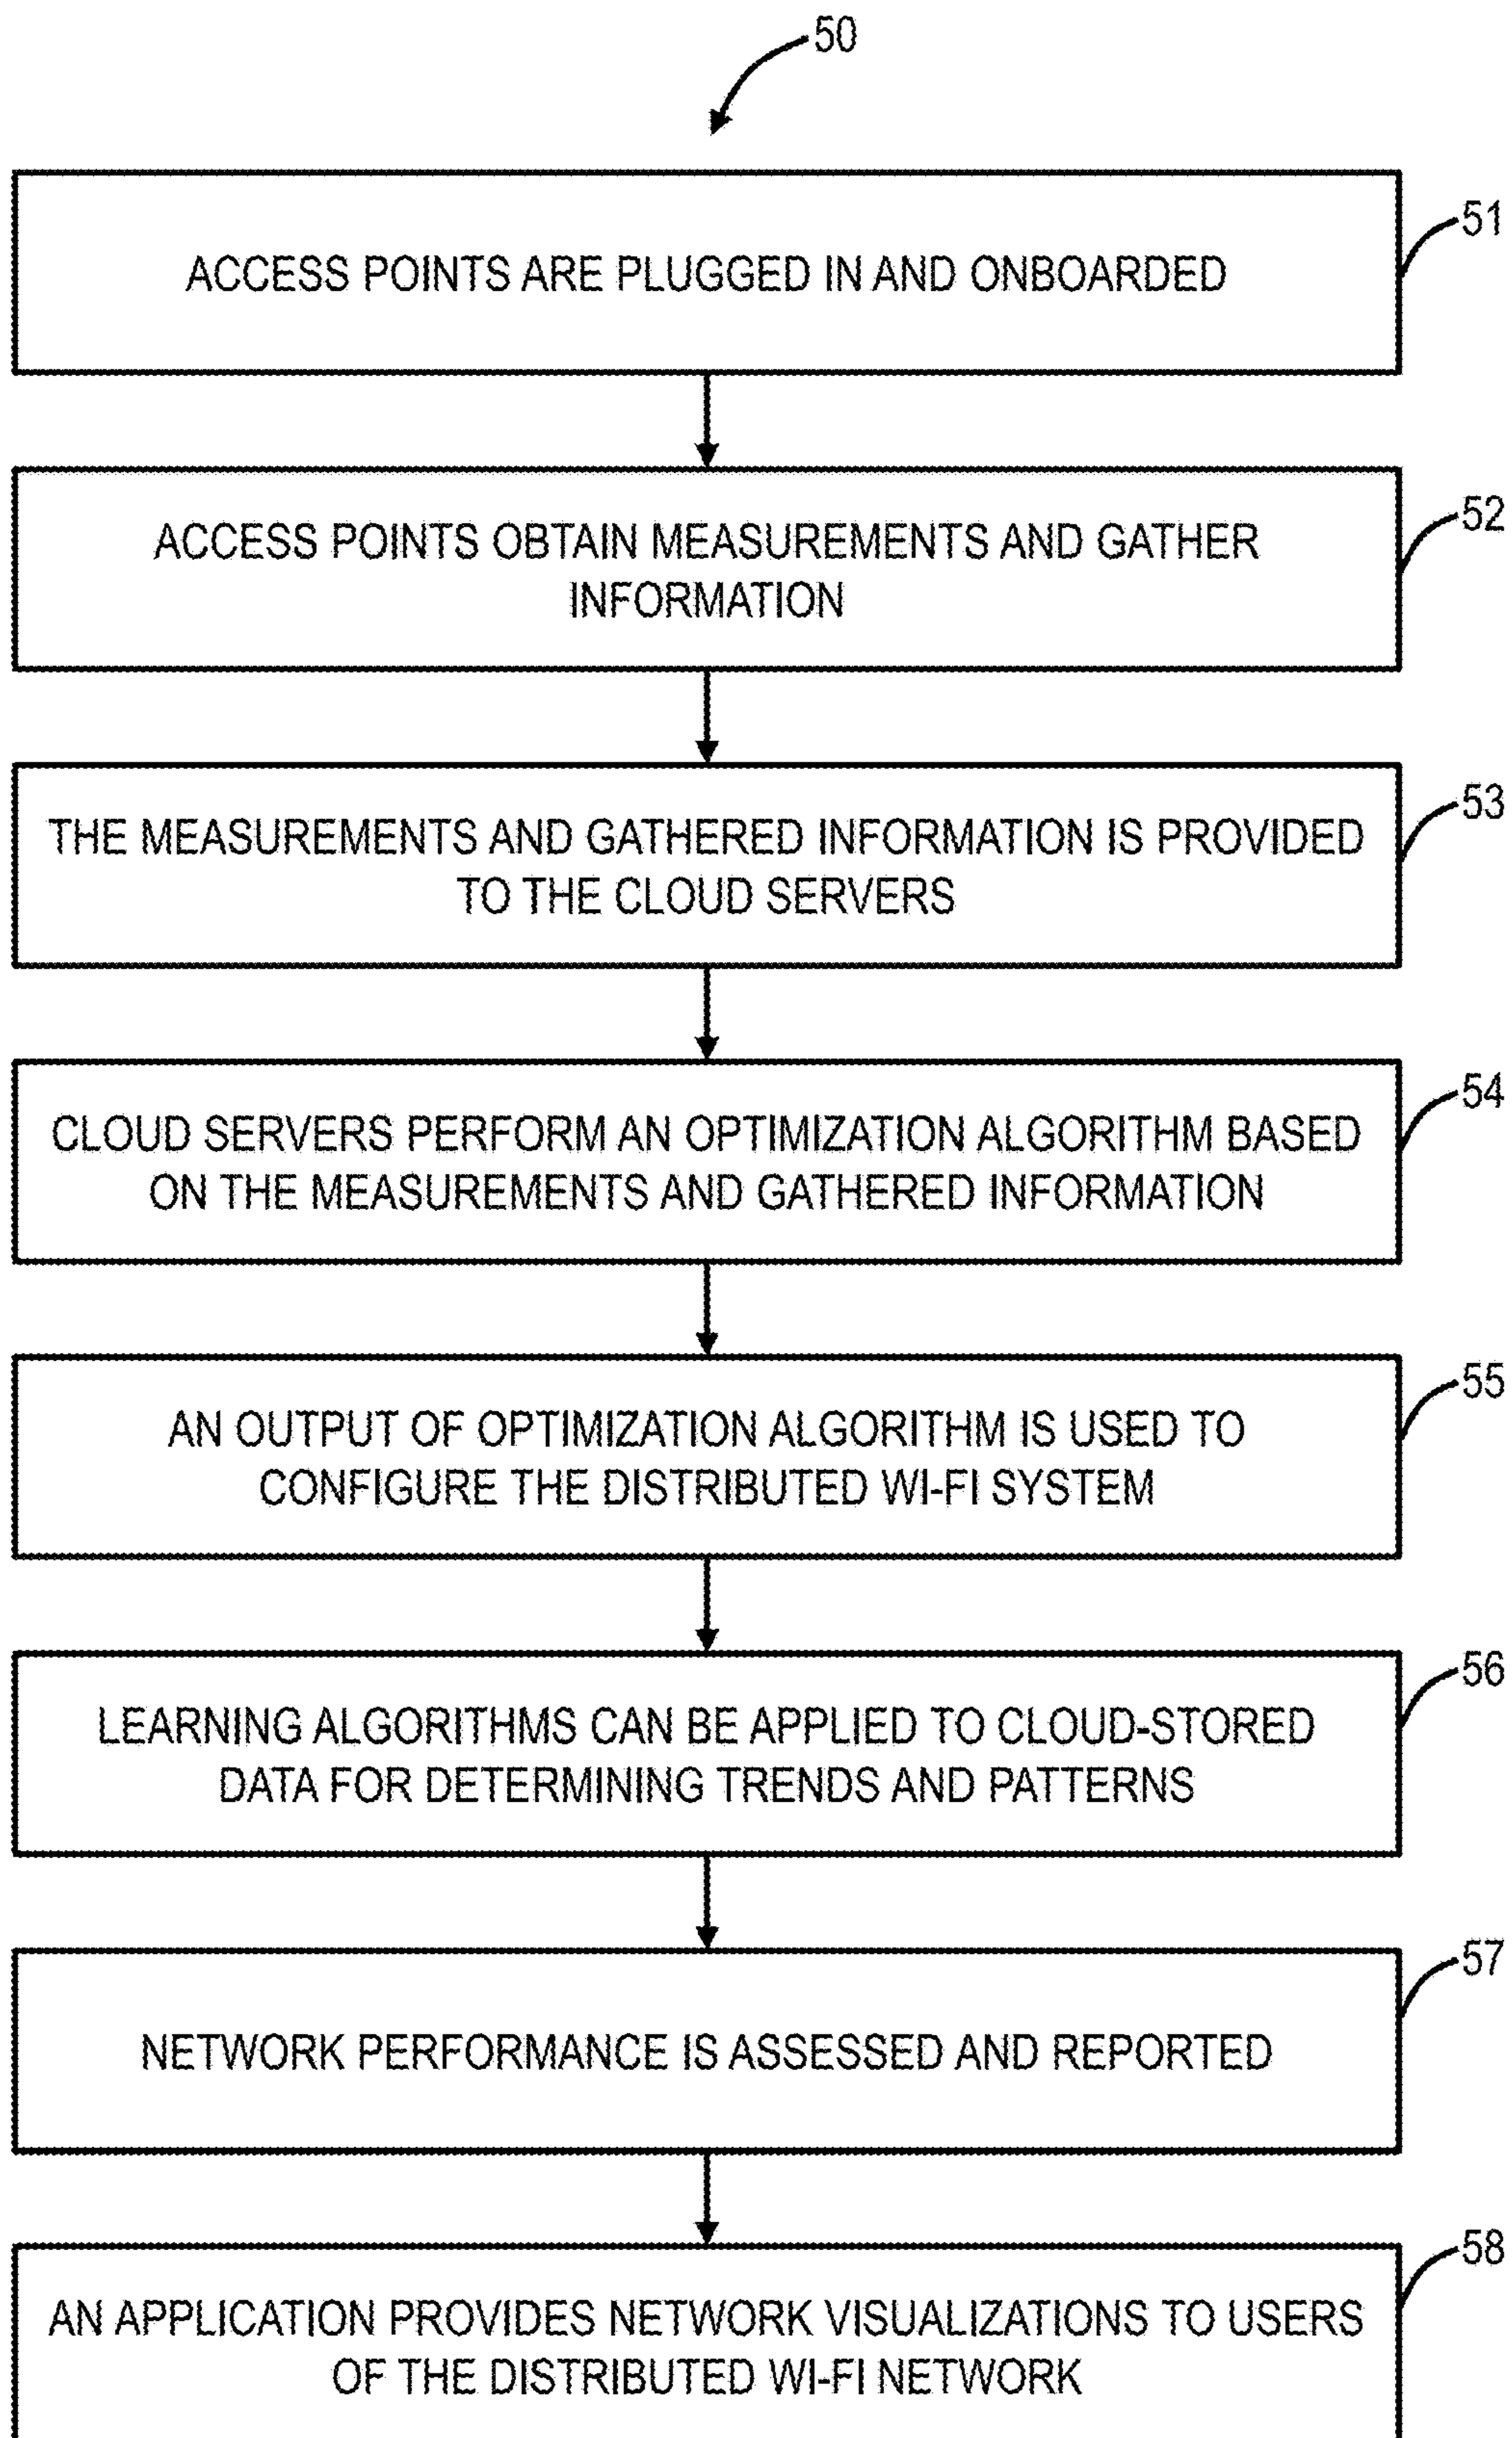 50
ACCESS POINTS ARE PLUGGED IN AND ONBOARDED
51
ACCESS POINTS OBTAIN MEASUREMENTS AND GATHER
INFORMATION
52
THE MEASUREMENTS AND GATHERED INFORMATION IS PROVIDED
TO THE CLOUD SERVERS
53
CLOUD SERVERS PERFORM AN OPTIMIZATION ALGORITHM BASED
ON THE MEASUREMENTS AND GATHERED INFORMATION
54
AN OUTPUT OF OPTIMIZATION ALGORITHM IS USED TO
CONFIGURE THE DISTRIBUTED WI-FI SYSTEM
55
LEARNING ALGORITHMS CAN BE APPLIED TO CLOUD-STORED
DATA FOR DETERMINING TRENDS AND PATTERNS
56
NETWORK PERFORMANCE IS ASSESSED AND REPORTED
57
AN APPLICATION PROVIDES NETWORK VISUALIZATIONS TO USERS
OF THE DISTRIBUTED WI-FI NETWORK
58